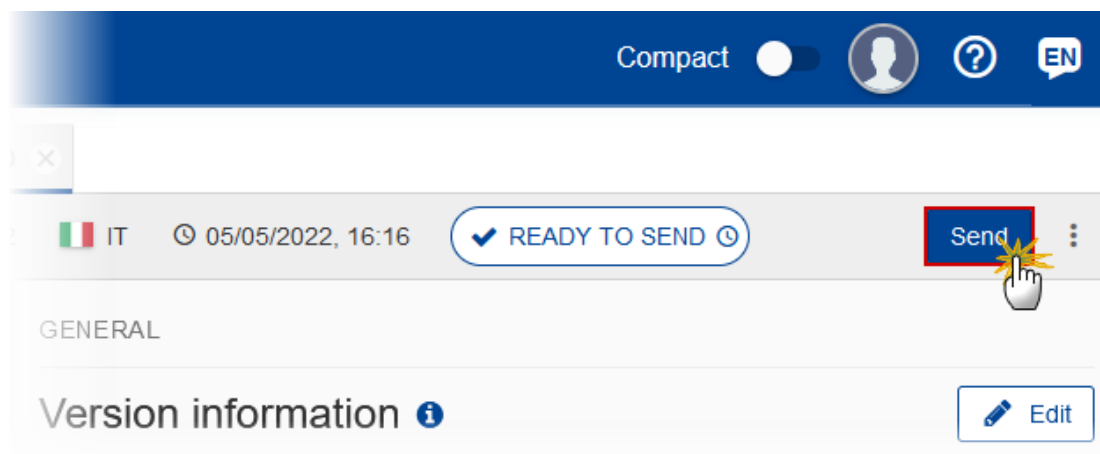 Compact EN
IT 05/05/2022, 16:16 READY TO SEND Send
GENERAL
Version information
Edit